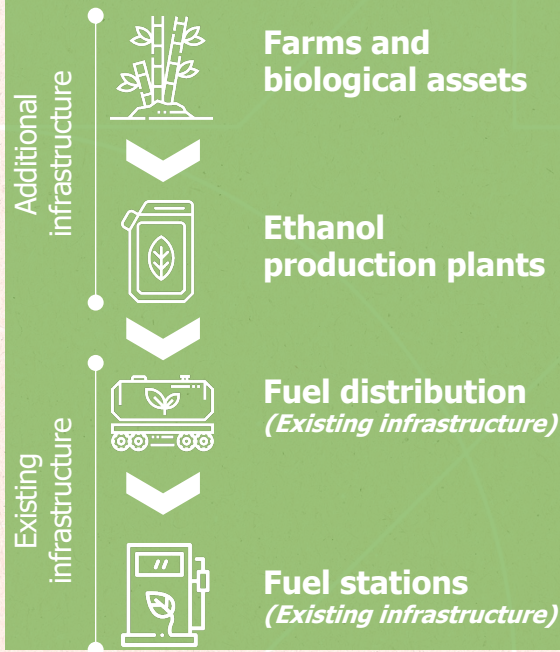 Additional
infrastructure
Farms and
biological assets
Ethanol
production plants
Existing
infrastructure
Fuel distribution
(Existing infrastructure)
Fuel stations
(Existing infrastructure)